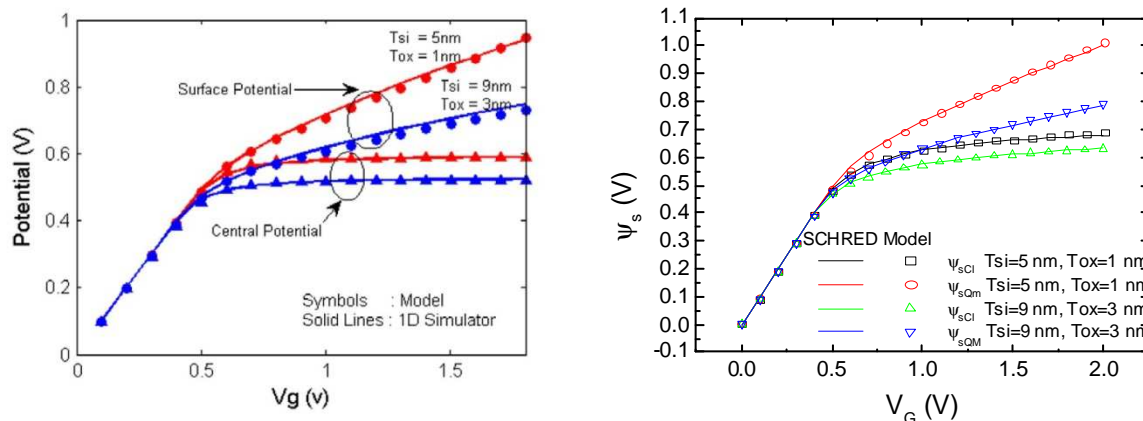 Potential (V)
1
0.8
0.6
0.4
0.2
0
0
0.5
1
1.5
Vg (v)
Tsi = 5nm
Tox = 1nm
Tsi = 9nm
Tox = 3nm
Surface Potential
Central Potential
Symbols : Model
Solid Lines : 1D Simulator
ψs (V)
1.1
1.0
0.9
0.8
0.7
0.6
0.5
0.4
0.3
0.2
0.1
0.0
-0.1
0.0
0.5
1.0
1.5
2.0
VG (V)
SCHRED Model
ψsCl Tsi=5 nm, Tox=1 nm
ψsQm Tsi=5 nm, Tox=1 nm
ψsCl Tsi=9 nm, Tox=3 nm
ψsQM Tsi=9 nm, Tox=3 nm